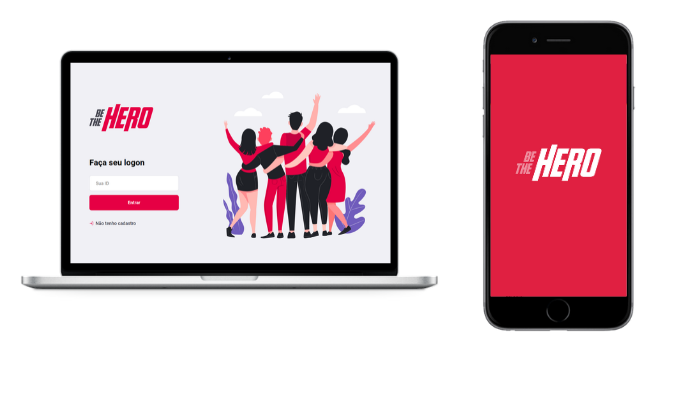 BE
THE HERO
Faça seu logon
Sua ID
Entrar
Não tenho cadastro
BE
THE HERO